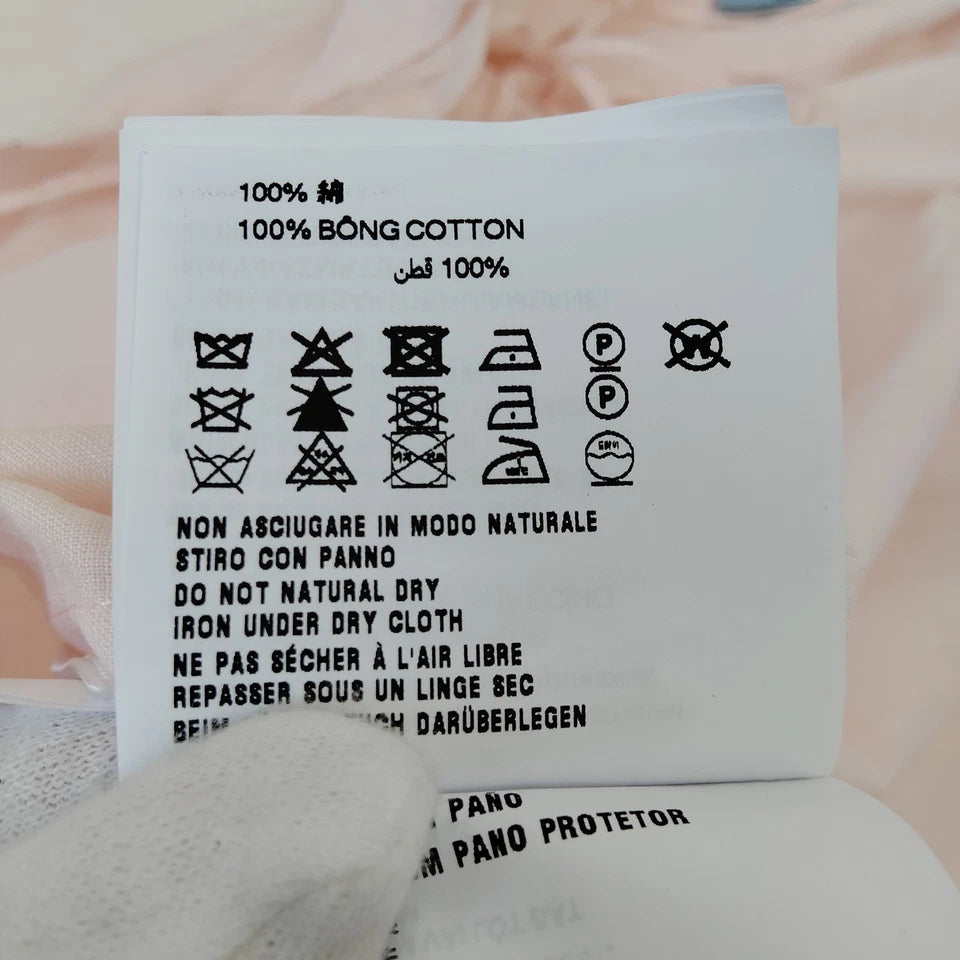 100% 綿
100% BÔNG COTTON
100% قطن
P
W
P
NON ASCIUGARE IN MODO NATURALE
STIRO CON PANNO
DO NOT NATURAL DRY
IRON UNDER DRY CLOTH
NE PAS SÉCHER À L'AIR LIBRE
REPASSER SOUS UN LINGE SEC
BEIM DARÜBERLEGEN
PAÑO
PANO PROTETOR